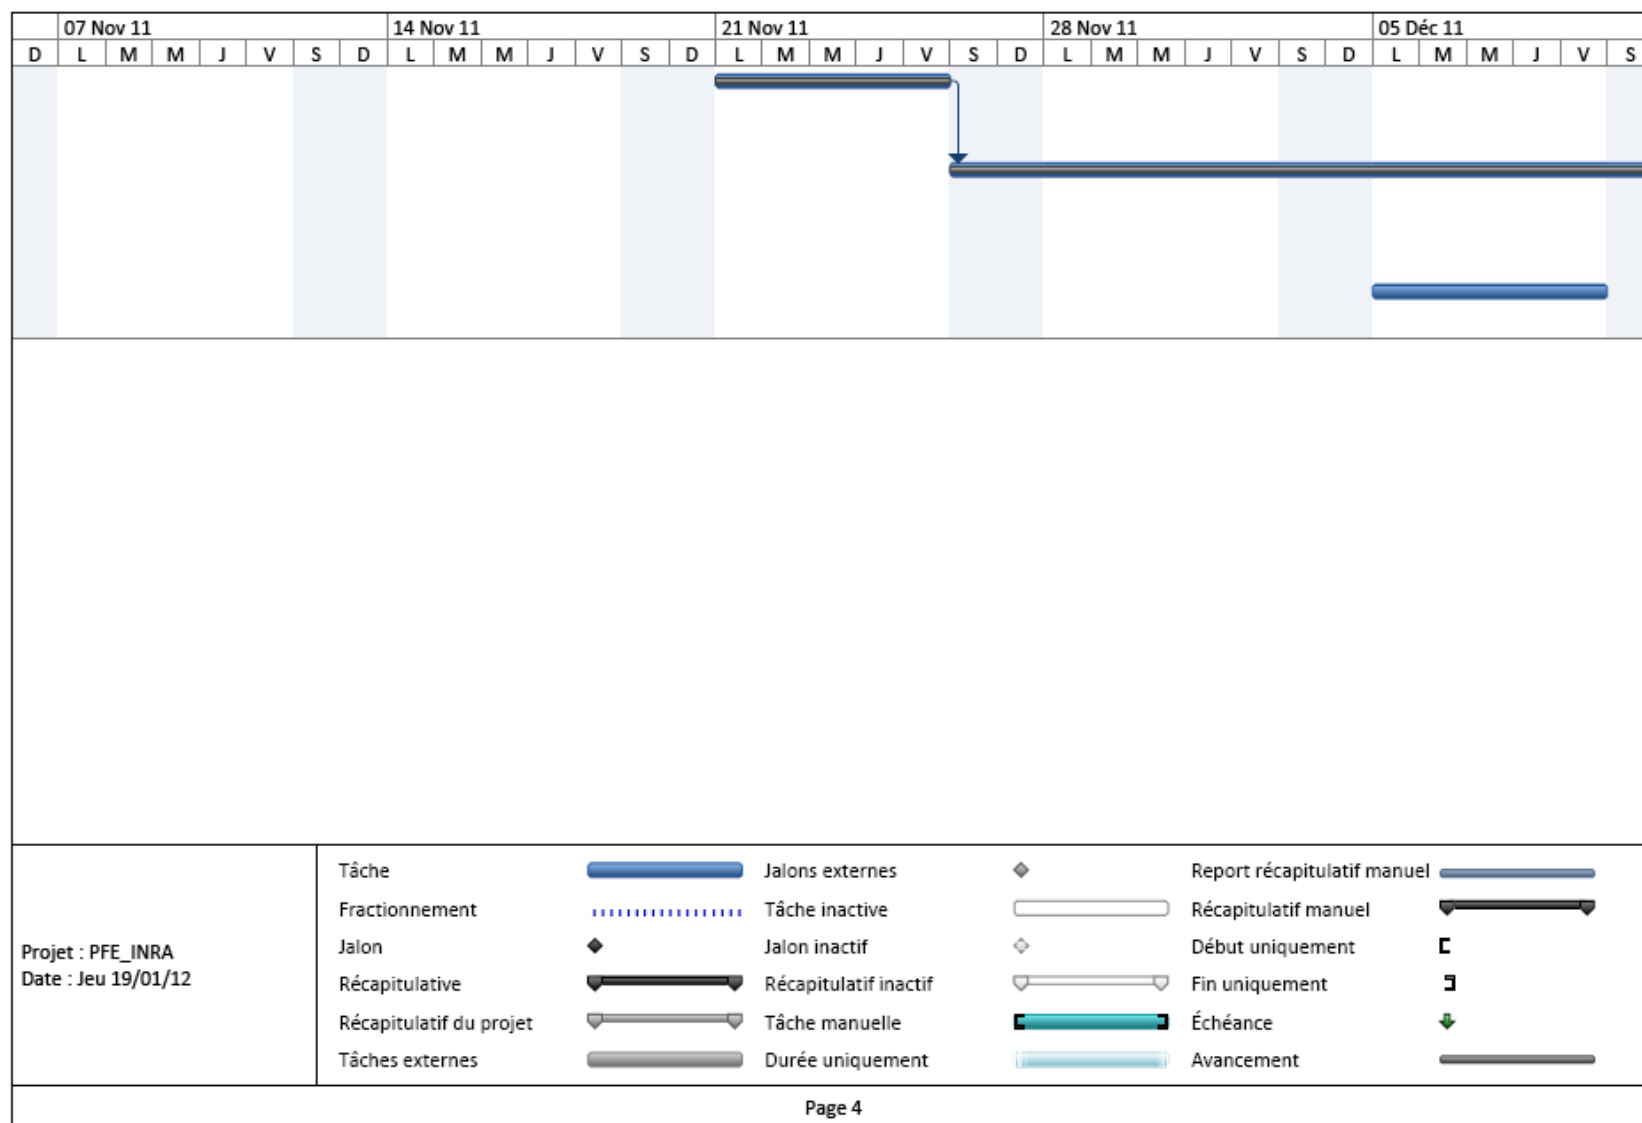 07 Nov 11 14 Nov 11 21 Nov 11 28 Nov 11 05 Déc 11
D L M M J V S D L M M J V S D L M M J V S D L M M J V S D L M M J V S
Tâche Jalons externes Report récapitulatif manuel
Fractionnement Tâche inactive Récapitulatif manuel
Jalon Jalon inactif Début uniquement
Projet : PFE_INRA
Date : Jeu 19/01/12
Récapitulative Récapitulatif inactif Fin uniquement
Récapitulatif du projet Tâche manuelle Échéance
Tâches externes Durée uniquement Avancement
Page 4